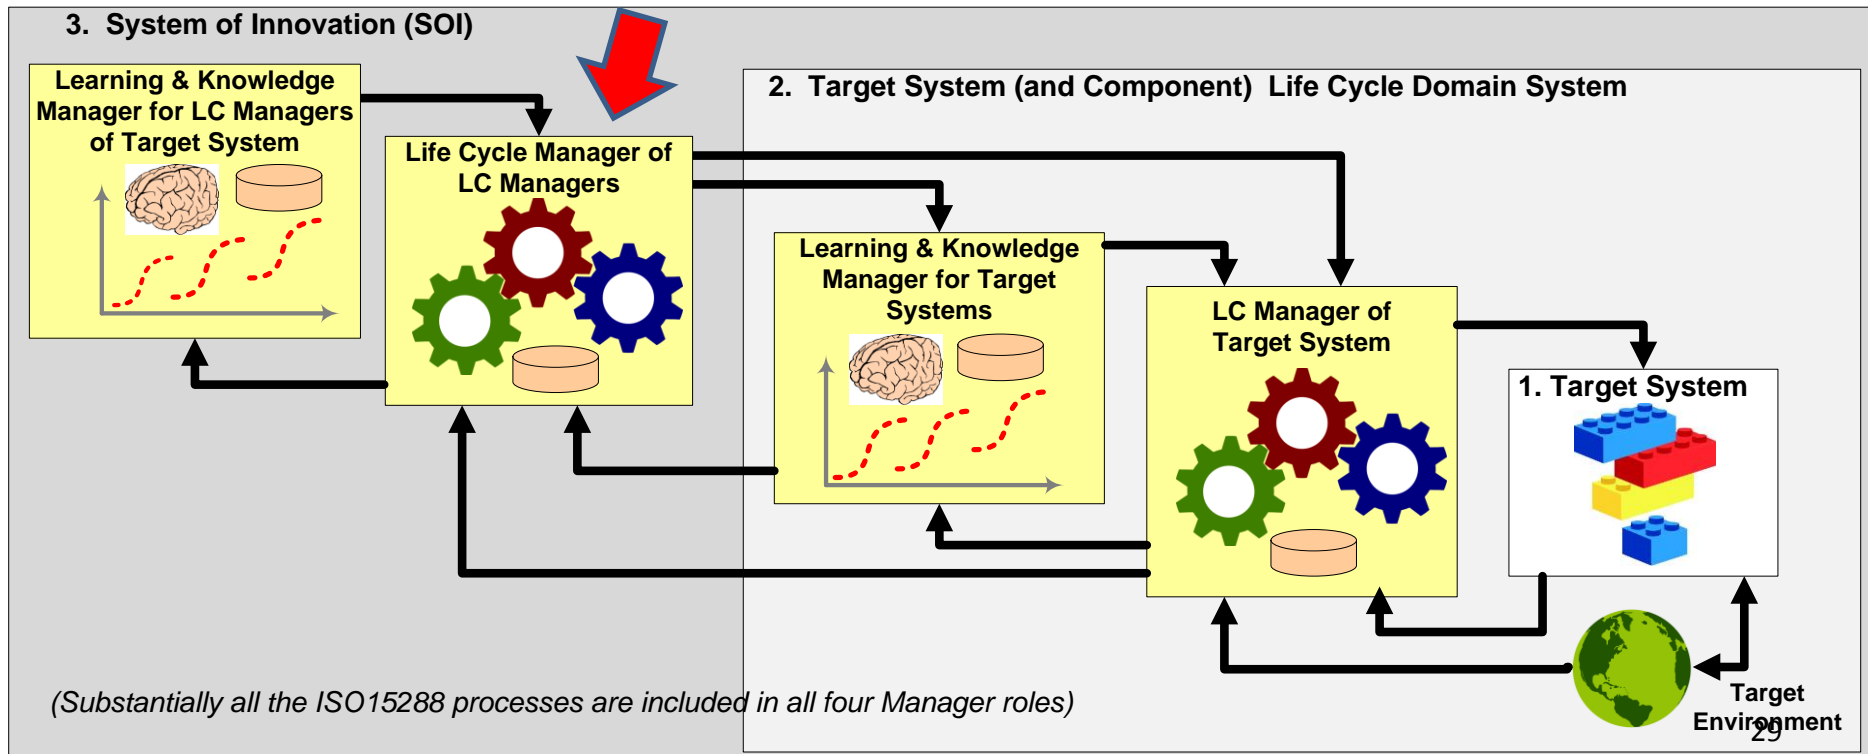 3. System of Innovation (SOI)
Learning & Knowledge
Manager for LC Managers
of Target System
Life Cycle Manager of
LC Managers
2. Target System (and Component) Life Cycle Domain System
Learning & Knowledge
Manager for Target
Systems
LC Manager of
Target System
1. Target System
(Substantially all the ISO15288 processes are included in all four Manager roles)
Target
Environment
29